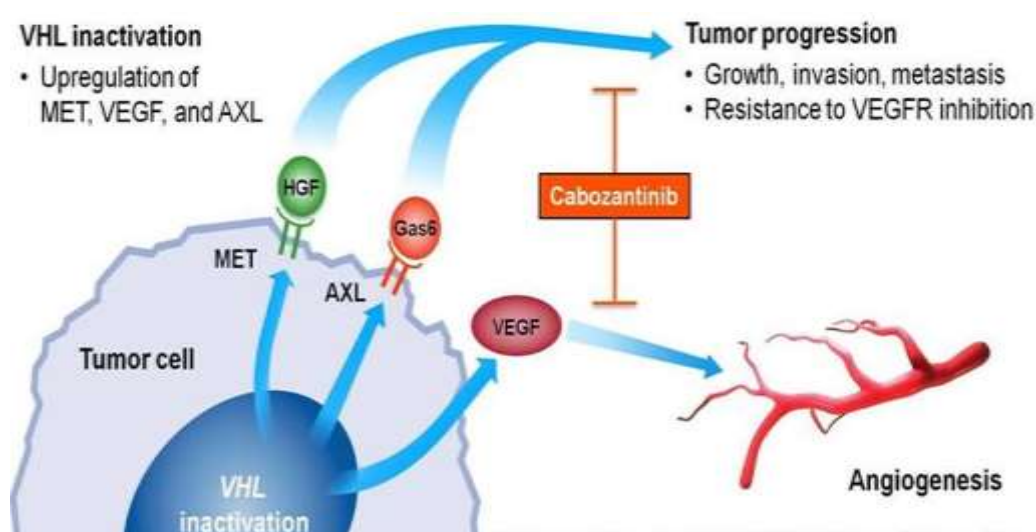 VHL inactivation
• Upregulation of
MET, VEGF, and AXL
Tumor progression
• Growth, invasion, metastasis
• Resistance to VEGFR inhibition
HGF
Cabozantinib
Gas6
MET
AXL
VEGF
Tumor cell
Angiogenesis
VHL
inactivation